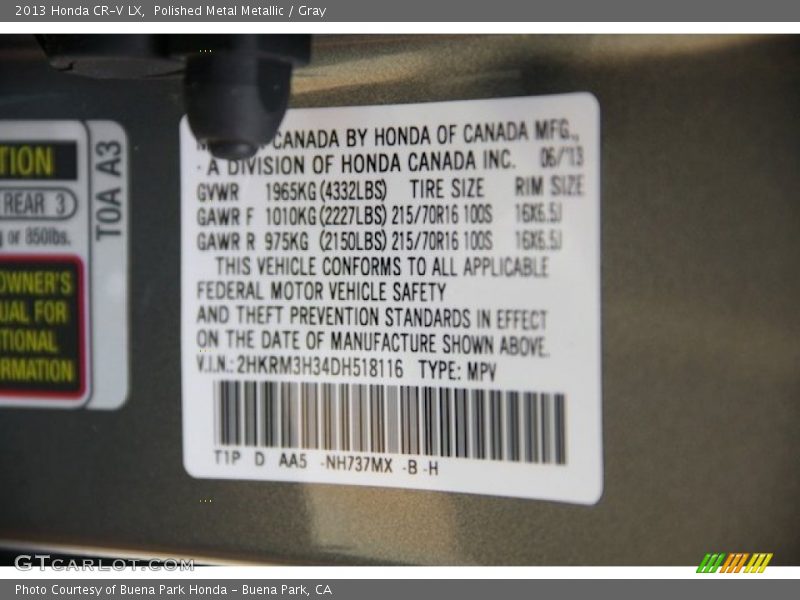 2013 Honda CR-V LX, Polished Metal Metallic / Gray
TION
REAR 3
or 850lbs.
OWNER'S
UAL FOR
TIONAL
RMATION
T0A A3
CANADA BY HONDA OF CANADA MFG.,
A DIVISION OF HONDA CANADA INC. 06/13
GVWR 1965KG(4332LBS) TIRE SIZE RIM SIZE
GAWR F 1010KG(2227LBS) 215/70R16 100S 16X6.5J
GAWR R 975KG (2150LBS) 215/70R16 100S 16X6.5J
THIS VEHICLE CONFORMS TO ALL APPLICABLE
FEDERAL MOTOR VEHICLE SAFETY
AND THEFT PREVENTION STANDARDS IN EFFECT
ON THE DATE OF MANUFACTURE SHOWN ABOVE.
V.I.N.: 2HKRM3H34DH518116 TYPE: MPV
T1P D AA5 -NH737MX -B -H
GTCARLOT.COM
Photo Courtesy of Buena Park Honda - Buena Park, CA